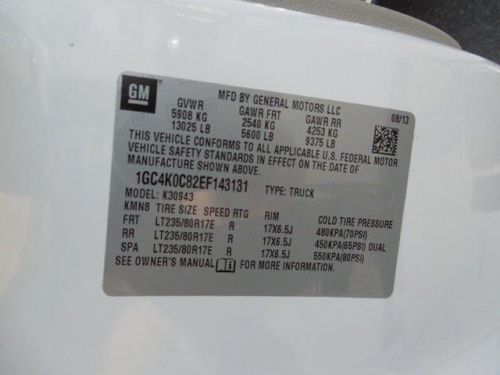 GM
MFD BY GENERAL MOTORS LLC
08/13
GVWR GAWR FRT GAWR RR
5908 KG 2540 KG 4253 KG
13025 LB 5600 LB 9375 LB
THIS VEHICLE CONFORMS TO ALL APPLICABLE U.S. FEDERAL MOTOR
VEHICLE SAFETY STANDARDS IN EFFECT ON THE DATE OF
MANUFACTURE SHOWN ABOVE.
1GC4K0C82EF143131 TYPE: TRUCK
MODEL: K30943
KMN8 TIRE SIZE SPEED RTG RIM COLD TIRE PRESSURE
FRT LT235/80R17E R 17X6.5J 480KPA(70PSI)
RR LT235/80R17E R 17X6.5J 450KPA(65PSI) DUAL
SPA LT235/80R17E R 17X6.5J 550KPA(80PSI)
SEE OWNER'S MANUAL FOR MORE INFORMATION